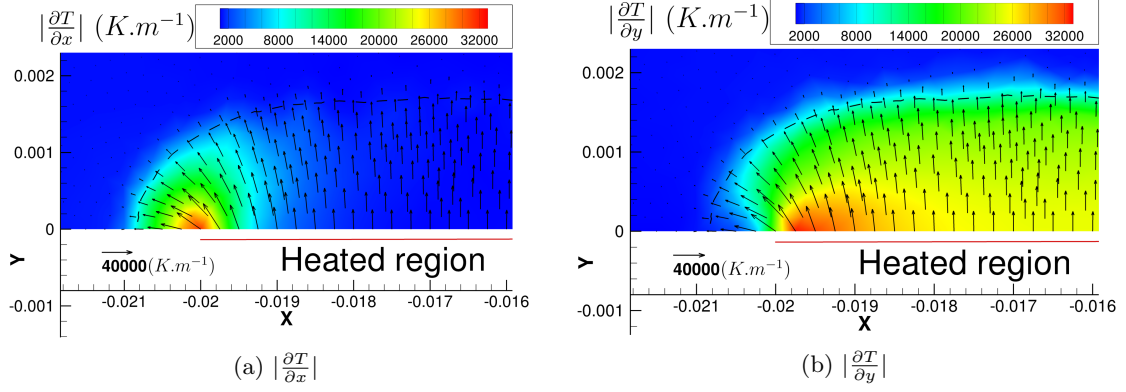 |∂T/∂x| (K.m⁻¹)
2000 8000 14000 20000 26000 32000
0.002
0.001
0
-0.001
Y
40000(K.m⁻¹)
Heated region
-0.021 -0.02 -0.019 -0.018 -0.017 -0.016
X
(a) |∂T/∂x|
|∂T/∂y| (K.m⁻¹)
2000 8000 14000 20000 26000 32000
0.002
0.001
0
-0.001
Y
40000(K.m⁻¹)
Heated region
-0.021 -0.02 -0.019 -0.018 -0.017 -0.016
X
(b) |∂T/∂y|